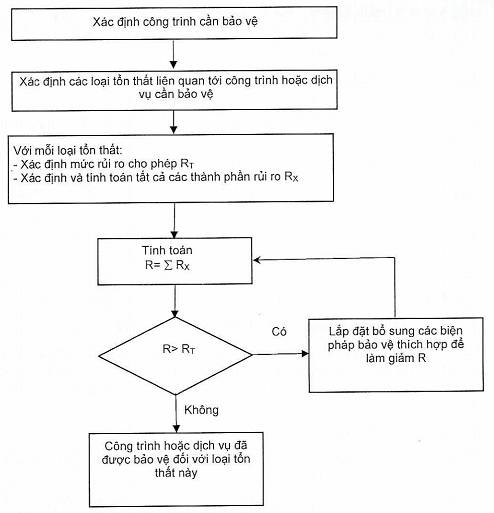 Xác định công trình cần bảo vệ
Xác định các loại tổn thất liên quan tới công trình hoặc dịch
vụ cần bảo vệ
Với mỗi loại tổn thất:
- Xác định mức rủi ro cho phép RT
- Xác định và tính toán tất cả các thành phần rủi ro RX
Tính toán
R= ∑ RX
R> RT
Có
Lắp đặt bổ sung các biện
pháp bảo vệ thích hợp để
làm giảm R
Không
Công trình hoặc dịch vụ đã
được bảo vệ đối với loại tổn
thất này